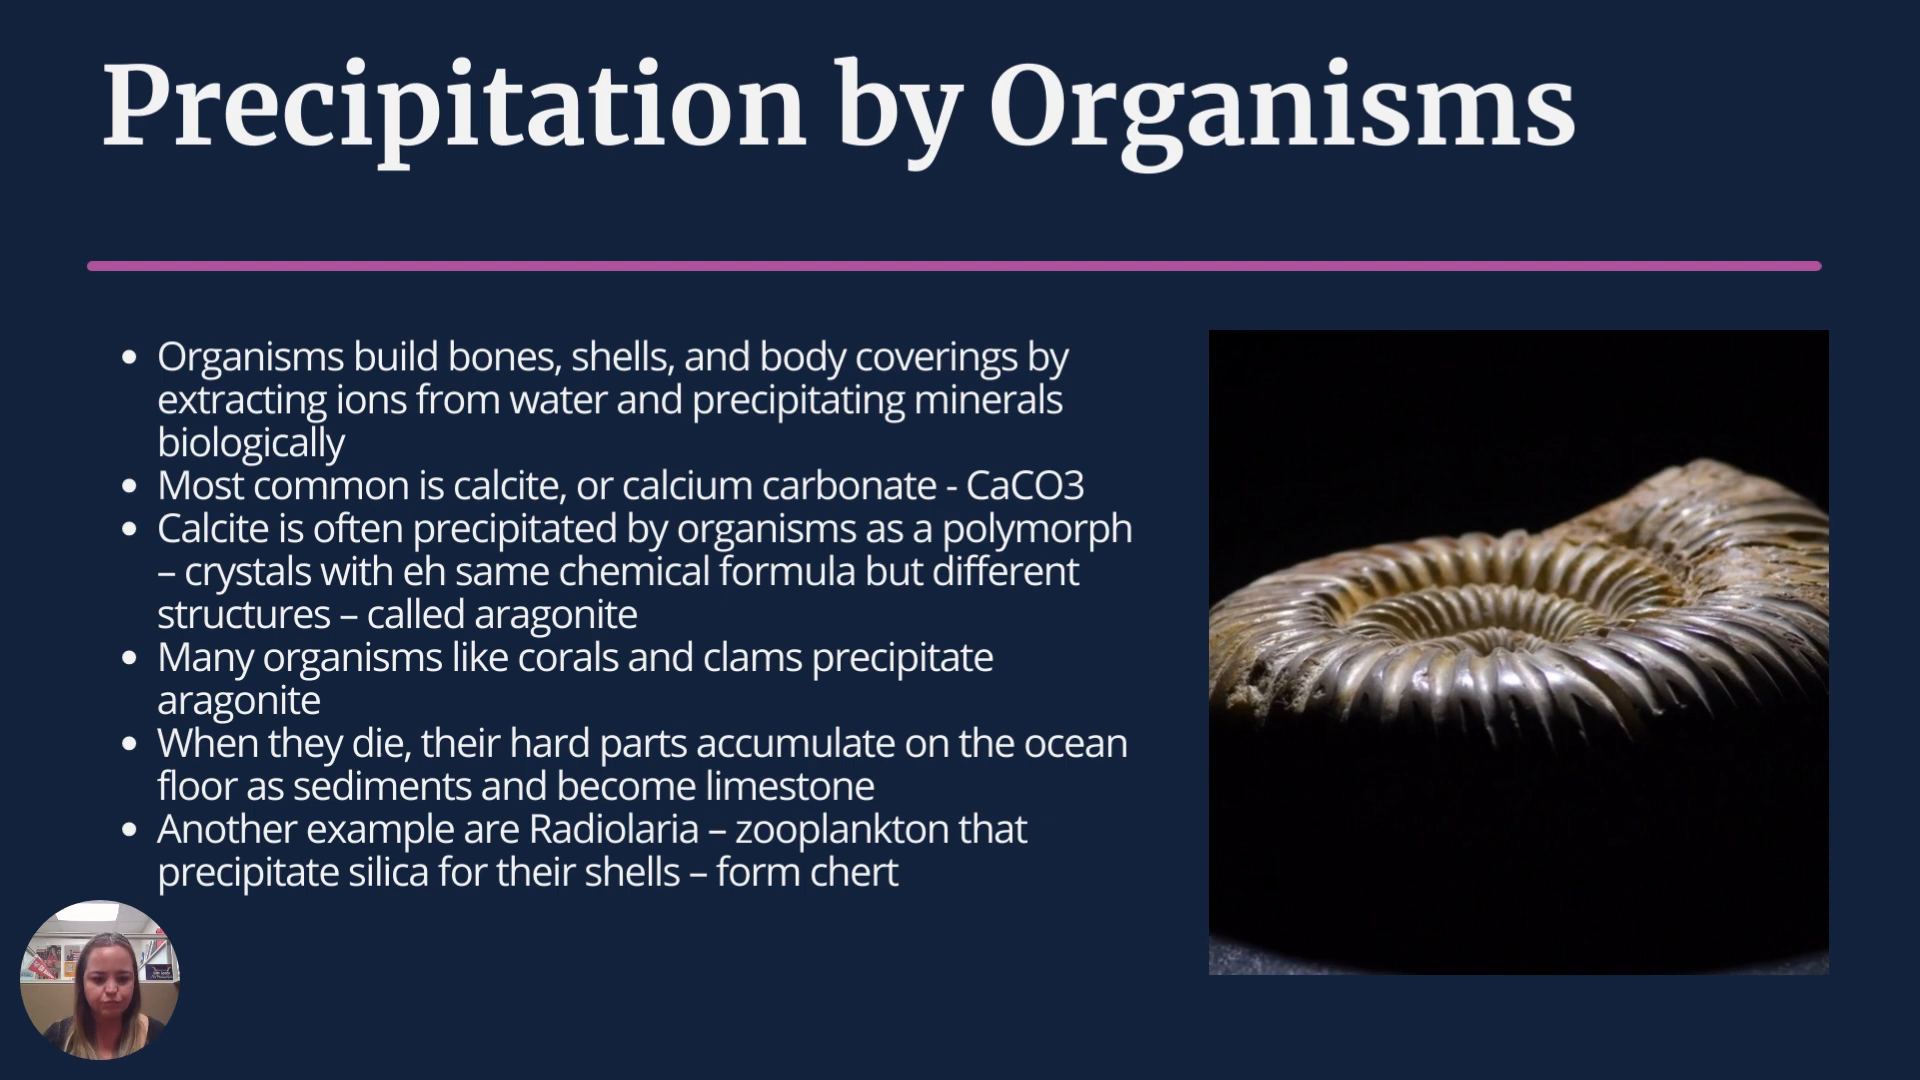 Precipitation by Organisms
• Organisms build bones, shells, and body coverings by
extracting ions from water and precipitating minerals
biologically
• Most common is calcite, or calcium carbonate - CaCO3
• Calcite is often precipitated by organisms as a polymorph
– crystals with eh same chemical formula but different
structures – called aragonite
• Many organisms like corals and clams precipitate
aragonite
• When they die, their hard parts accumulate on the ocean
floor as sediments and become limestone
• Another example are Radiolaria – zooplankton that
precipitate silica for their shells – form chert